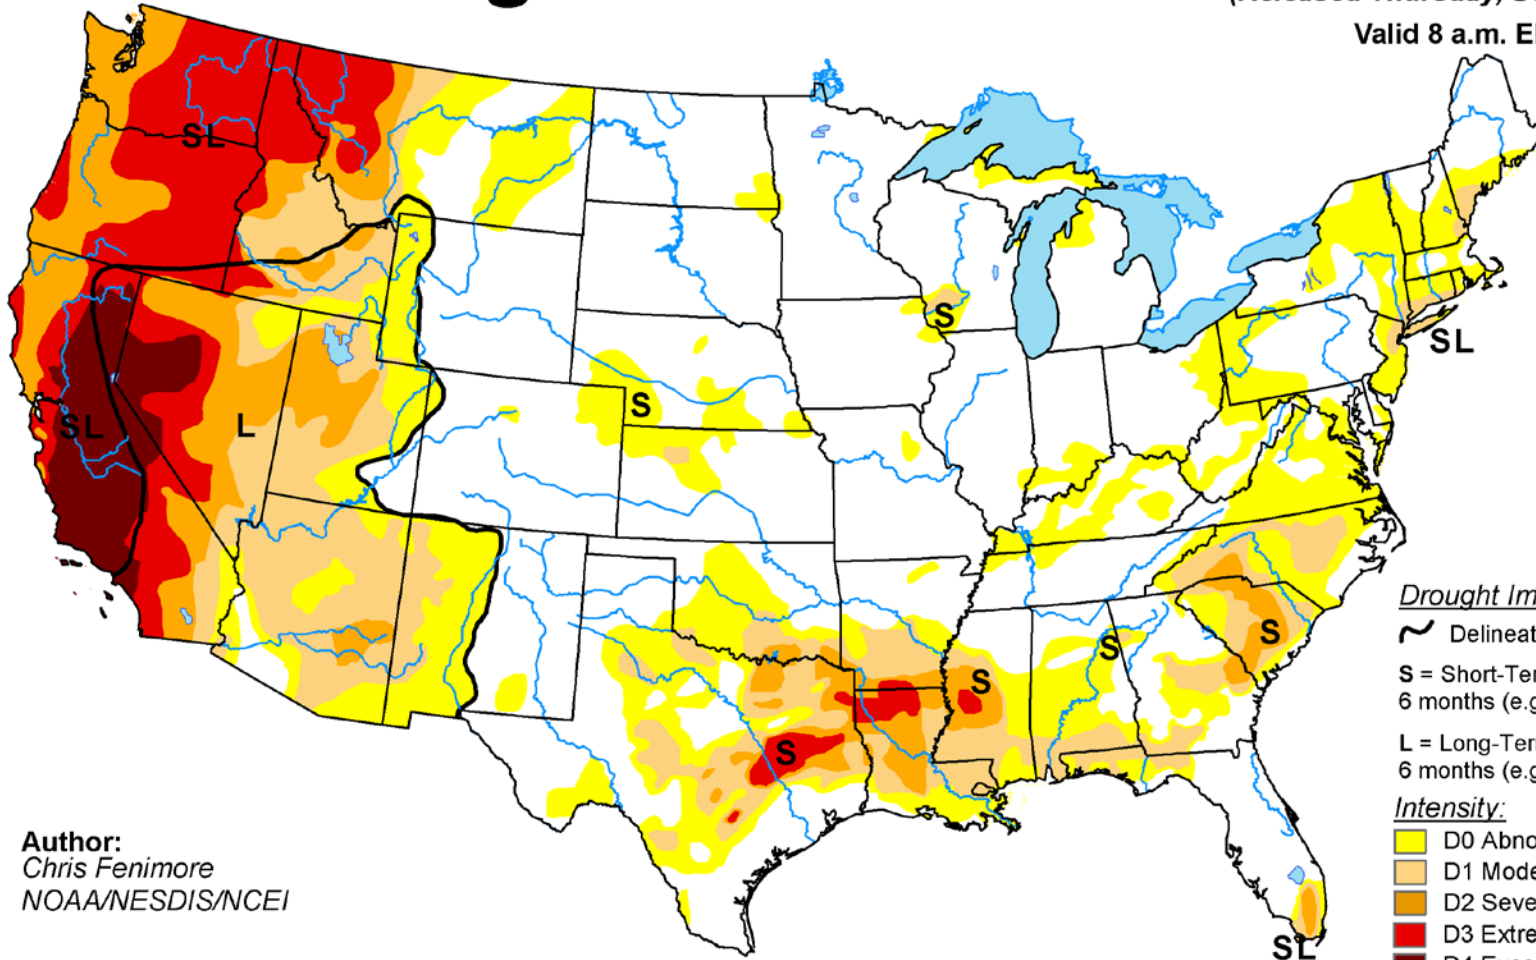 Valid 8 a.m.
SL
S
S
SL
SL
L
S
S
S
S
Drought
Delineat
S = Short-Ter
6 months (e.g
L = Long-Ter
6 months (e.g
Intensity:
D0 Abno
D1 Mode
D2 Seve
D3 Extre
SL
Author:
Chris Fenimore
NOAA/NESDIS/NCEI